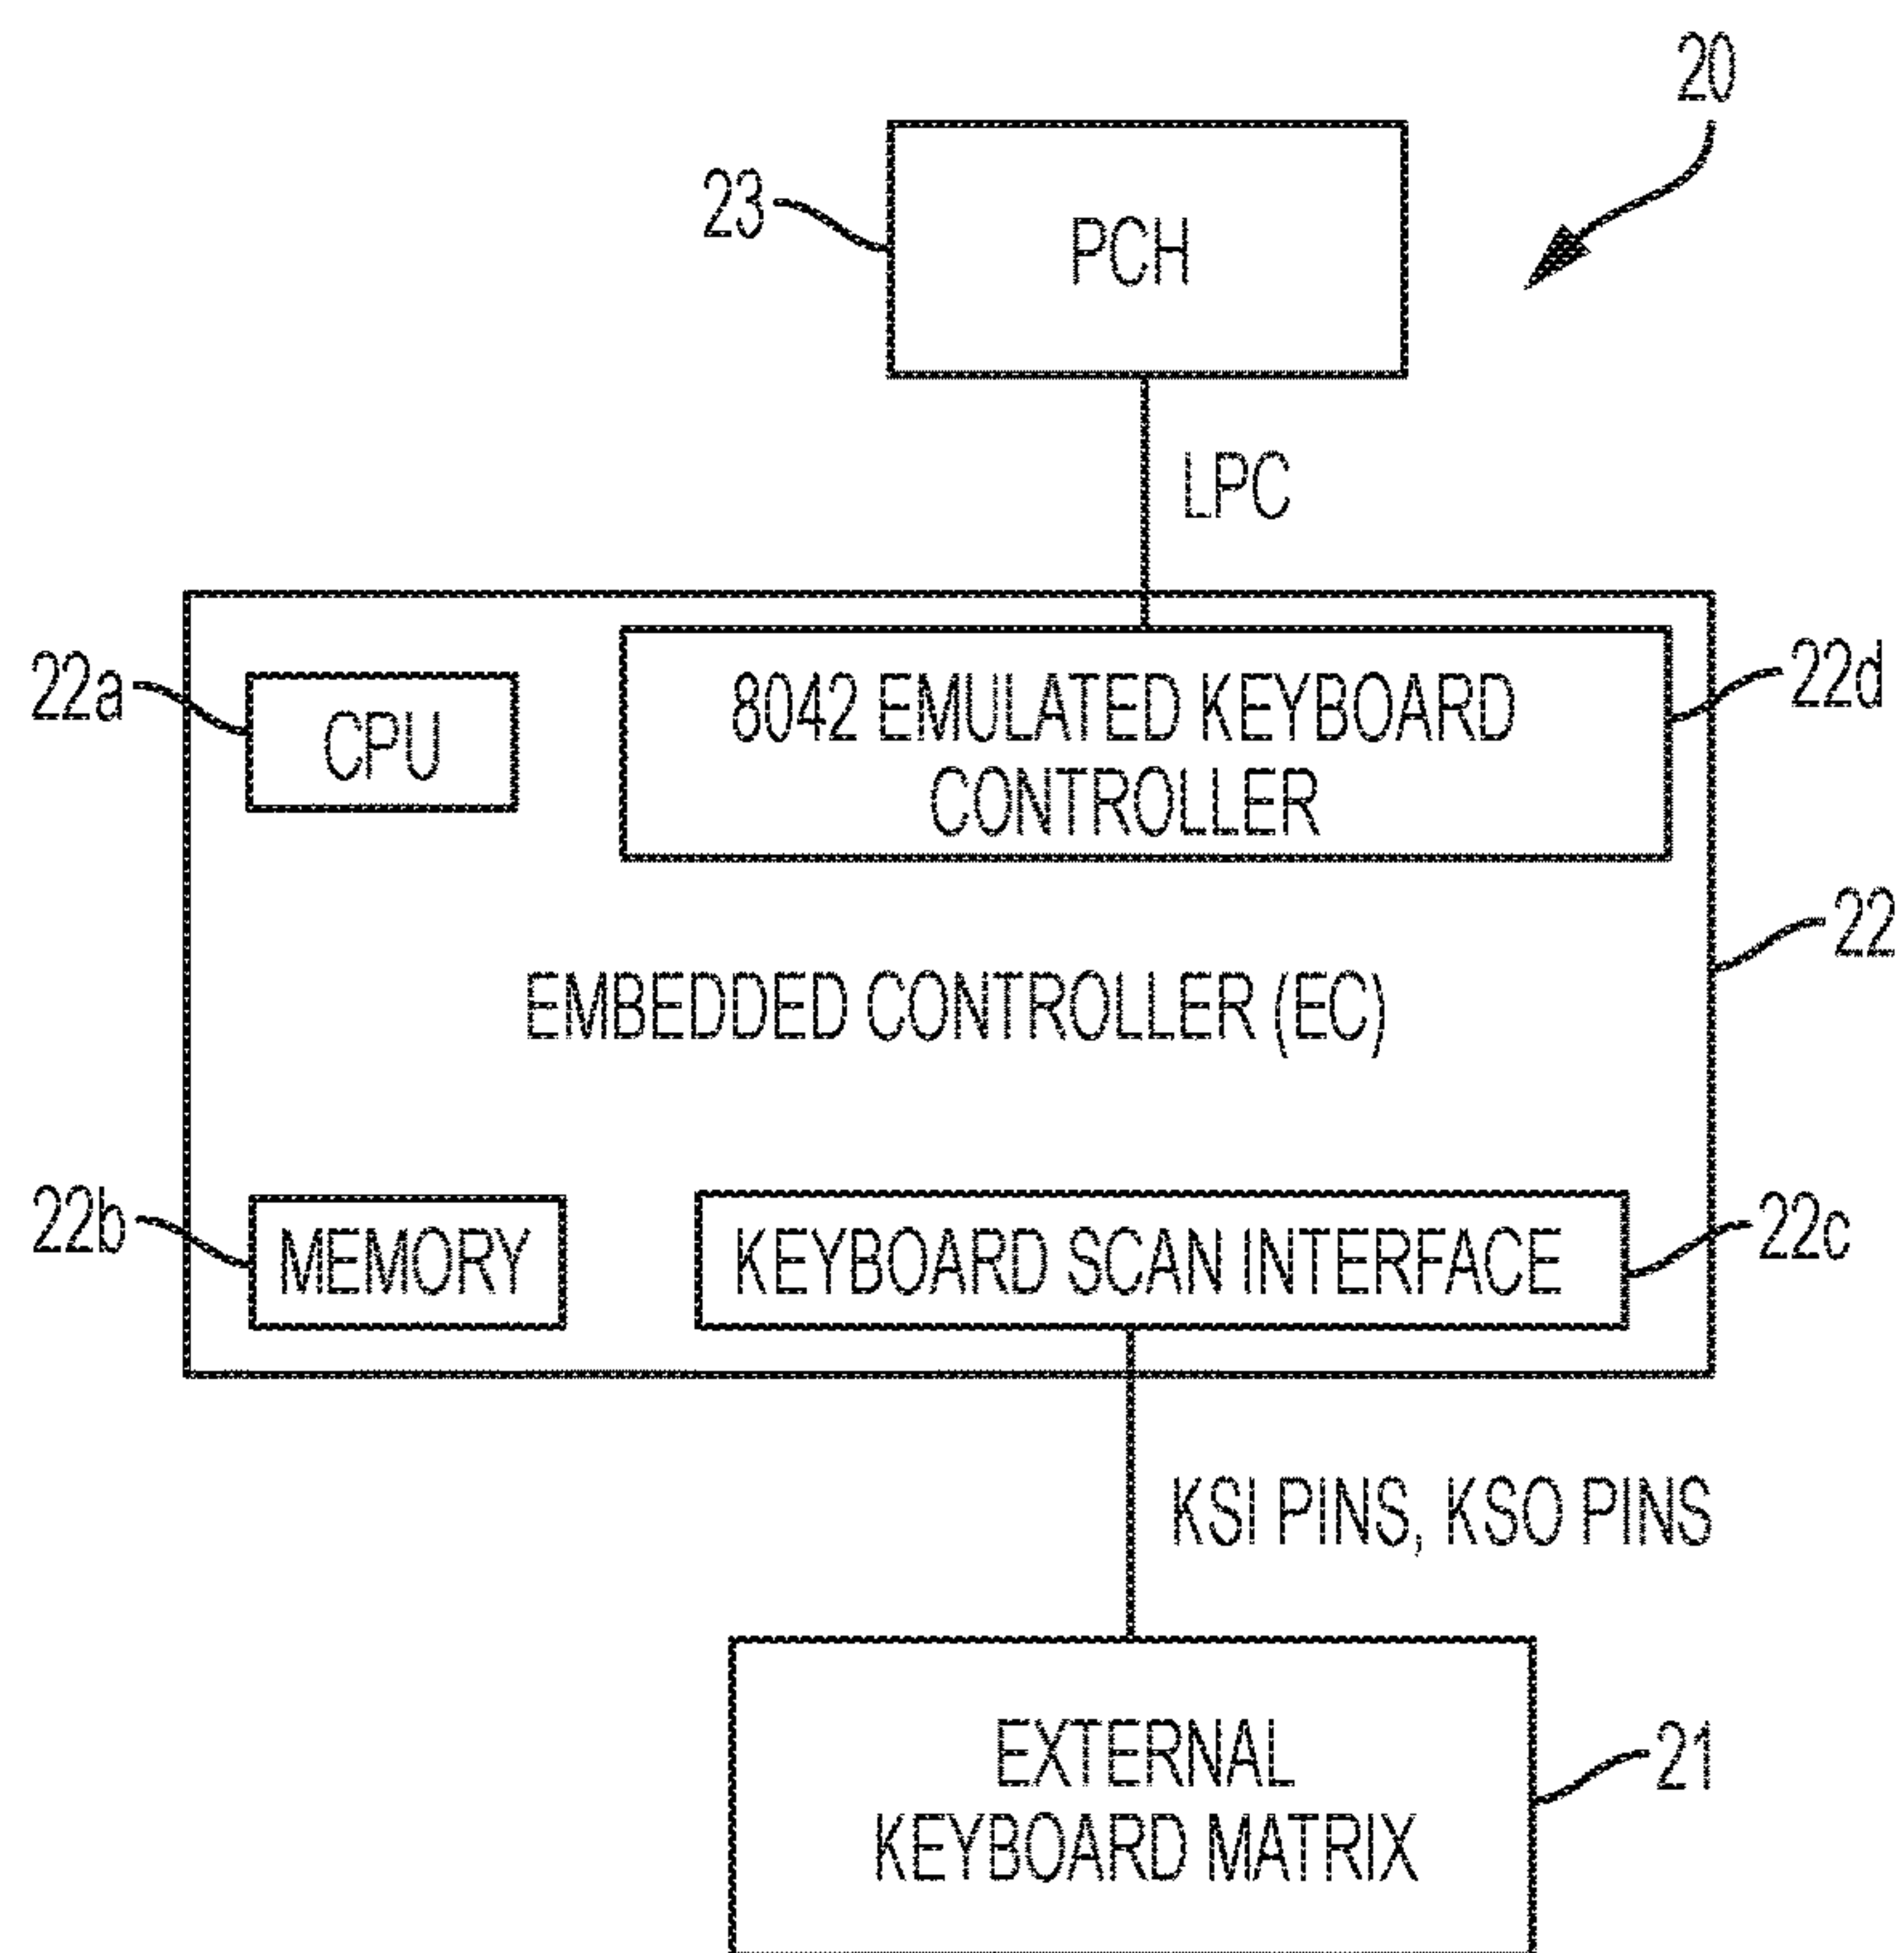 20
23
PCH
LPC
22a
CPU
8042 EMULATED KEYBOARD
CONTROLLER
22d
22
EMBEDDED CONTROLLER (EC)
22b
MEMORY
KEYBOARD SCAN INTERFACE
22c
KSI PINS, KSO PINS
EXTERNAL
KEYBOARD MATRIX
21